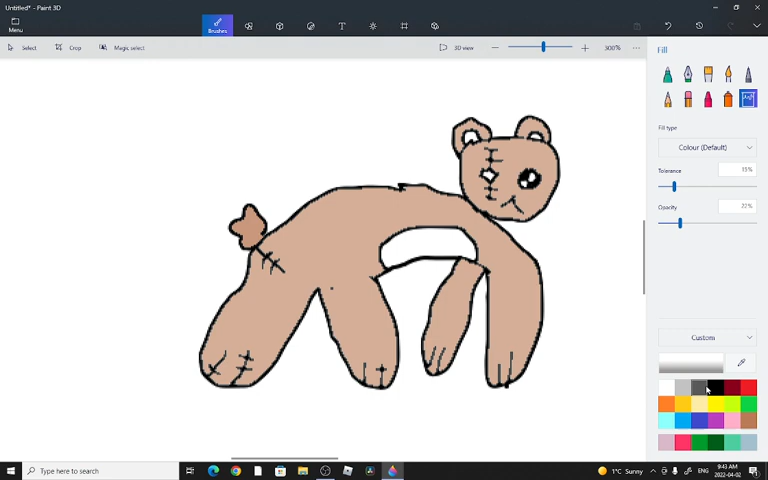 Untitled* - Paint 3D
Menu
Brushes
Select
Crop
Magic select
3D view
300%
Fill
Fill type
Colour (Default)
Tolerance
15%
Opacity
22%
Custom
Type here to search
1°C Sunny
ENG
9:43 AM
2022-04-02